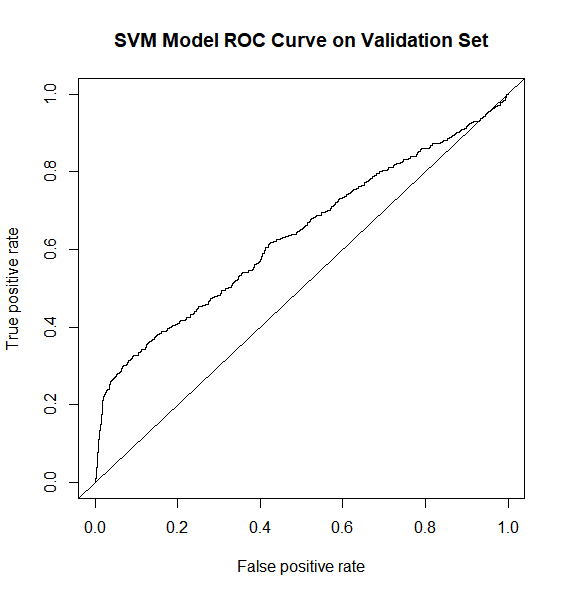 SVM Model ROC Curve on Validation Set
True positive rate
1.0
0.8
0.6
0.4
0.2
0.0
0.0 0.2 0.4 0.6 0.8 1.0
False positive rate